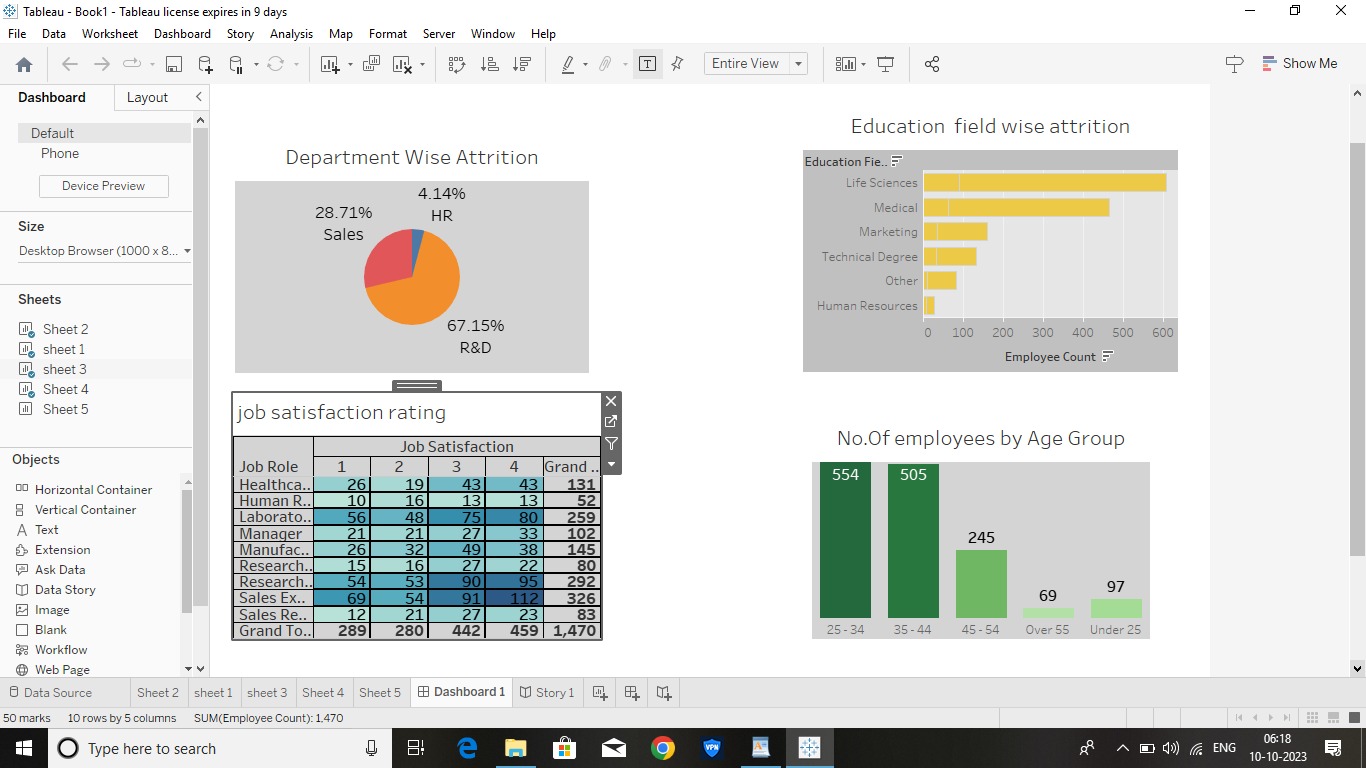 Tableau - Book1 - Tableau license expires in 9 days
File Data Worksheet Dashboard Story Analysis Map Format Server Window Help
Entire View
Show Me
Dashboard Layout
Default
Phone
Device Preview
Size
Desktop Browser (1000 x 8...
Sheets
Sheet 2
sheet 1
sheet 3
Sheet 4
Sheet 5
Objects
Horizontal Container
Vertical Container
A Text
Extension
Ask Data
Data Story
Image
Blank
Workflow
Web Page
Department Wise Attrition
4.14%
HR
28.71%
Sales
67.15%
R&D
Education field wise attrition
Education Fie..
Life Sciences
Medical
Marketing
Technical Degree
Other
Human Resources
0 100 200 300 400 500 600
Employee Count
job satisfaction rating
Job Satisfaction
Job Role 1 2 3 4 Grand ..
Healthca.. 26 19 43 43 131
Human R.. 10 16 13 13 52
Laborato.. 56 48 75 80 259
Manager 21 21 27 33 102
Manufac.. 26 32 49 38 145
Research.. 15 16 27 22 80
Research.. 54 53 90 95 292
Sales Ex.. 69 54 91 112 326
Sales Re.. 12 21 27 23 83
Grand To.. 289 280 442 459 1,470
No.Of employees by Age Group
554 505 245 69 97
25 - 34 35 - 44 45 - 54 Over 55 Under 25
Data Source Sheet 2 sheet 1 sheet 3 Sheet 4 Sheet 5 Dashboard 1 Story 1
50 marks 10 rows by 5 columns SUM(Employee Count): 1,470
Type here to search
VPN
ENG
06:18
10-10-2023